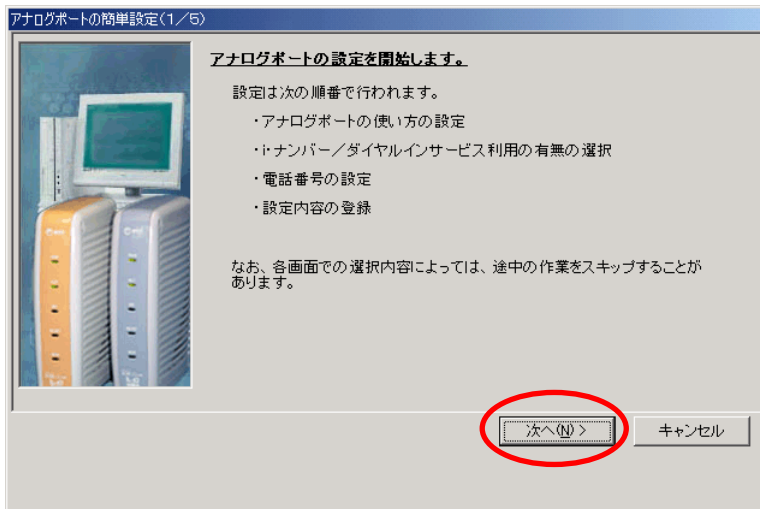 アナログポートの簡単設定(1/5)
アナログポートの設定を開始します。
設定は次の順番で行われます。
・アナログポートの使い方の設定
・i・ナンバー／ダイヤルインサービス利用の有無の選択
・電話番号の設定
・設定内容の登録
なお、各画面での選択内容によっては、途中の作業をスキップすることが
あります。
次へ(N) >
キャンセル